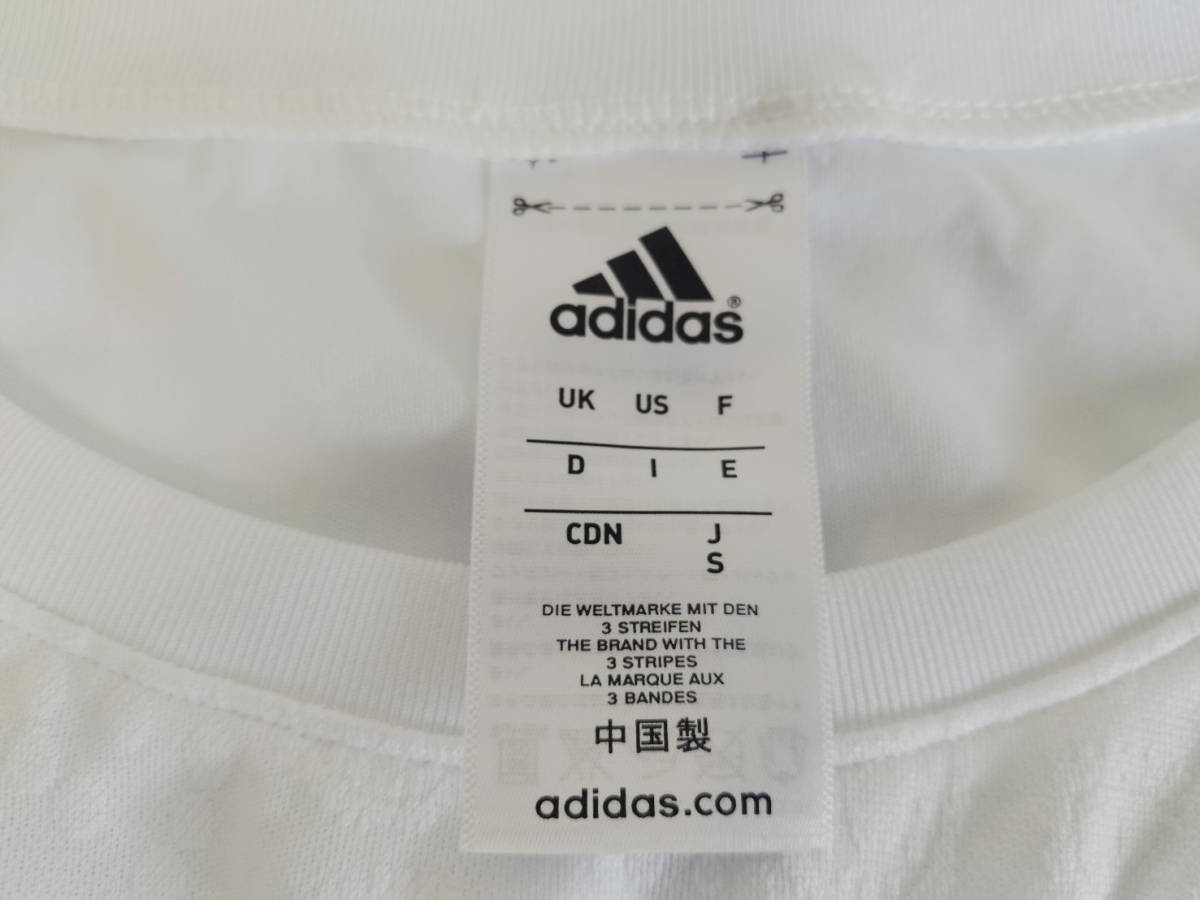 adidas®
UK US F
D I E
CDN J
S
DIE WELTMARKE MIT DEN
3 STREIFEN
THE BRAND WITH THE
3 STRIPES
LA MARQUE AUX
3 BANDES
中国製
adidas.com